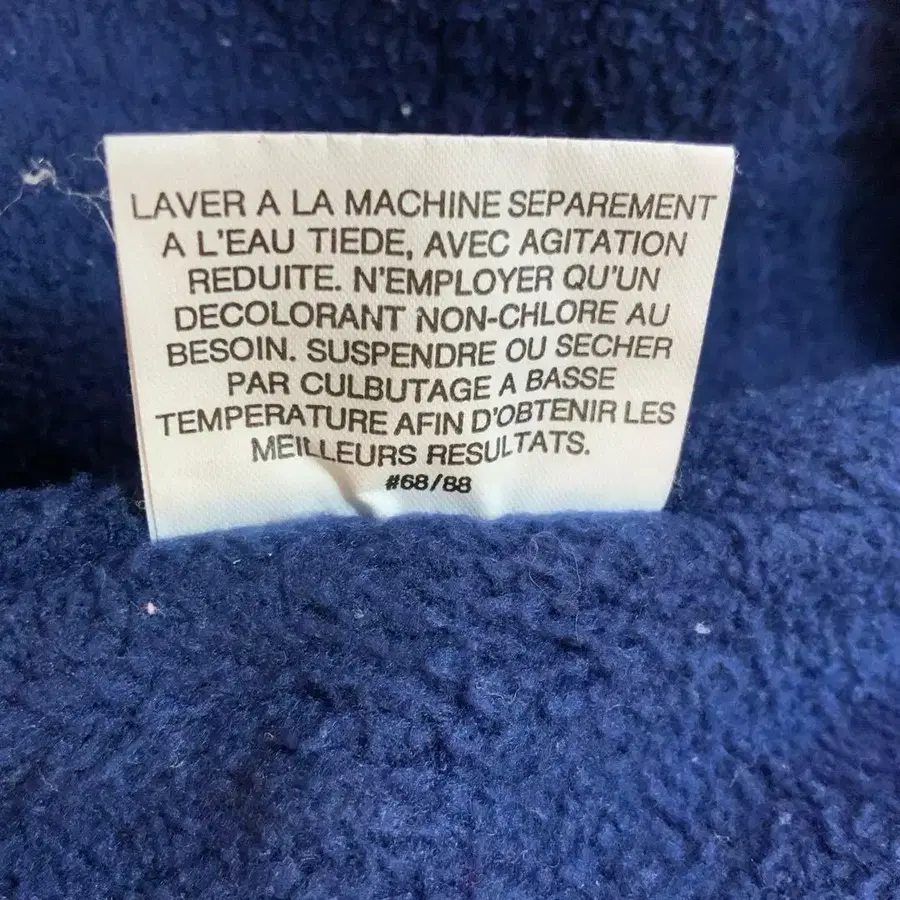 LAVER A LA MACHINE SEPAREMENT
A L'EAU TIEDE, AVEC AGITATION
REDUITE. N'EMPLOYER QU'UN
DECOLORANT NON-CHLORE AU
BESOIN. SUSPENDRE OU SECHER
PAR CULBUTAGE A BASSE
TEMPERATURE AFIN D'OBTENIR LES
MEILLEURS RESULTATS.
#68/88